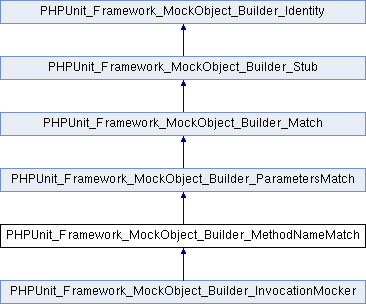 PHPUnit_Framework_MockObject_Builder_Identity
PHPUnit_Framework_MockObject_Builder_Stub
PHPUnit_Framework_MockObject_Builder_Match
PHPUnit_Framework_MockObject_Builder_ParametersMatch
PHPUnit_Framework_MockObject_Builder_MethodNameMatch
PHPUnit_Framework_MockObject_Builder_InvocationMocker